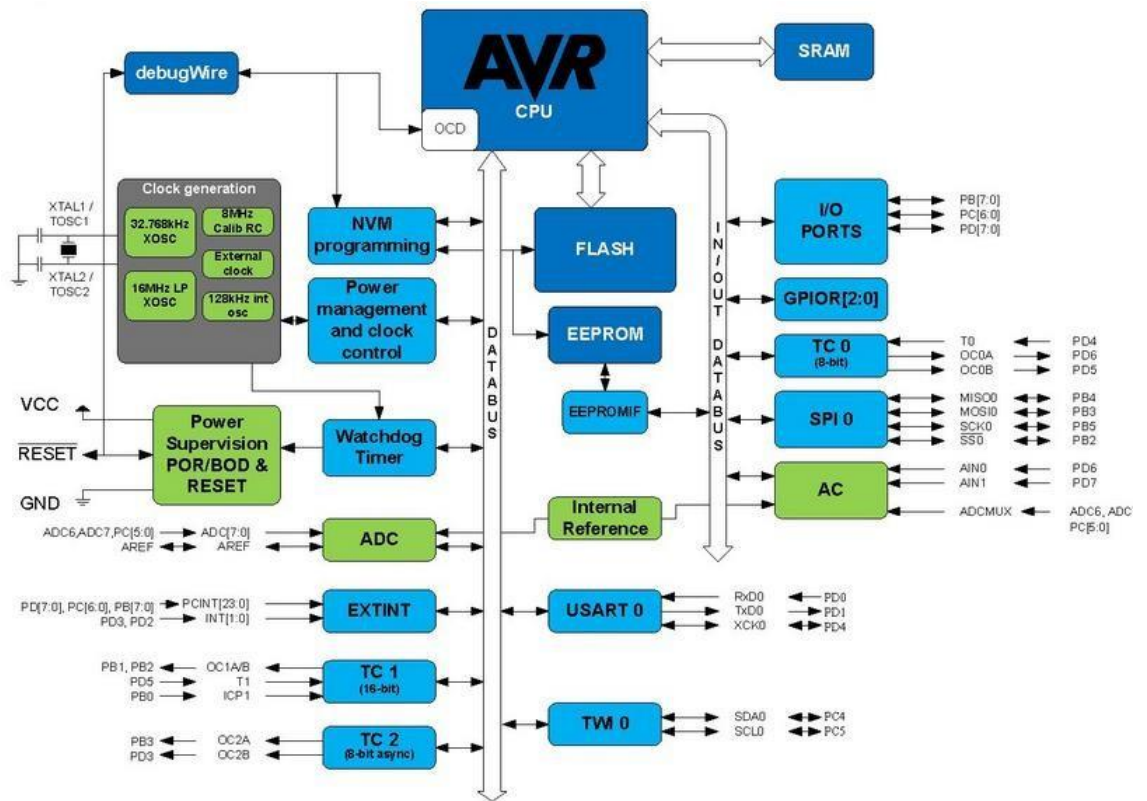 AVR
CPU
OCD
SRAM
debugWire
Clock generation
XTAL1 /
TOSC1
32.768kHz
XOSC
8MHz
Calib RC
External
clock
16MHz LP
XOSC
128kHz int
osc
XTAL2 /
TOSC2
NVM
programming
Power
management
and clock
control
FLASH
EEPROM
EEPROMIF
DATABUS
IN/OUT DATABUS
I/O
PORTS
PB[7:0]
PC[6:0]
PD[7:0]
GPIOR[2:0]
TC 0
(8-bit)
T0 PD4
OC0A PD6
OC0B PD5
SPI 0
MISO0 PB4
MOSI0 PB3
SCK0 PB5
SS0 PB2
AC
AIN0 PD6
AIN1 PD7
ADCMUX ADC6, ADC
PC[5:0]
VCC
RESET
GND
Power
Supervision
POR/BOD &
RESET
Watchdog
Timer
Internal
Reference
ADC6,ADC7,PC[5:0] ADC[7:0]
AREF AREF
ADC
PD[7:0], PC[6:0], PB[7:0] PCINT[23:0]
PD3, PD2 INT[1:0]
EXTINT
USART 0
RxD0 PD0
TxD0 PD1
XCK0 PD4
PB1, PB2 OC1A/B
PD5 T1
PB0 ICP1
TC 1
(16-bit)
TWI 0
SDA0 PC4
SCL0 PC5
PB3 OC2A
PD3 OC2B
TC 2
(8-bit async)